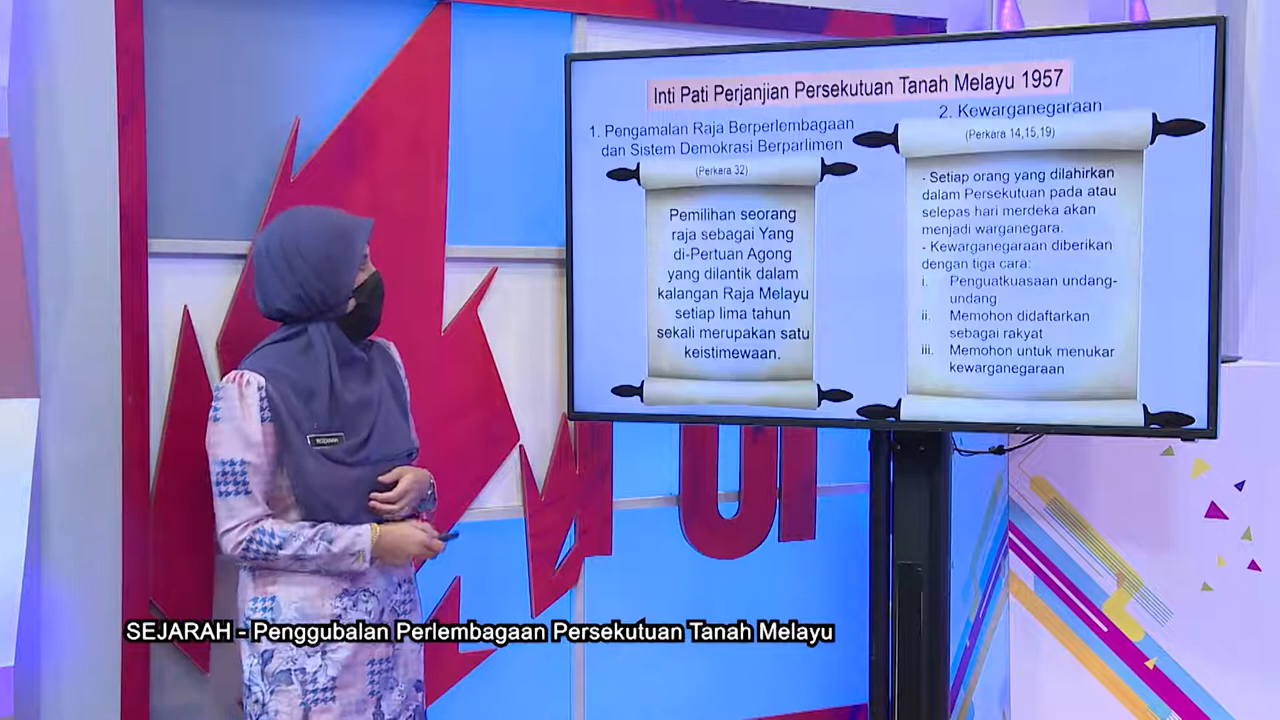 Inti Pati Perjanjian Persekutuan Tanah Melayu 1957
1. Pengamalan Raja Berperlembagaan
dan Sistem Demokrasi Berparlimen
(Perkara 32)
Pemilihan seorang
raja sebagai Yang
di-Pertuan Agong
yang dilantik dalam
kalangan Raja Melayu
setiap lima tahun
sekali merupakan satu
keistimewaan.
2. Kewarganegaraan
(Perkara 14,15,19)
- Setiap orang yang dilahirkan
dalam Persekutuan pada atau
selepas hari merdeka akan
menjadi warganegara.
- Kewarganegaraan diberikan
dengan tiga cara:
i. Penguatkuasaan undang-
undang
ii. Memohon didaftarkan
sebagai rakyat
iii. Memohon untuk menukar
kewarganegaraan
SEJARAH - Penggubalan Perlembagaan Persekutuan Tanah Melayu